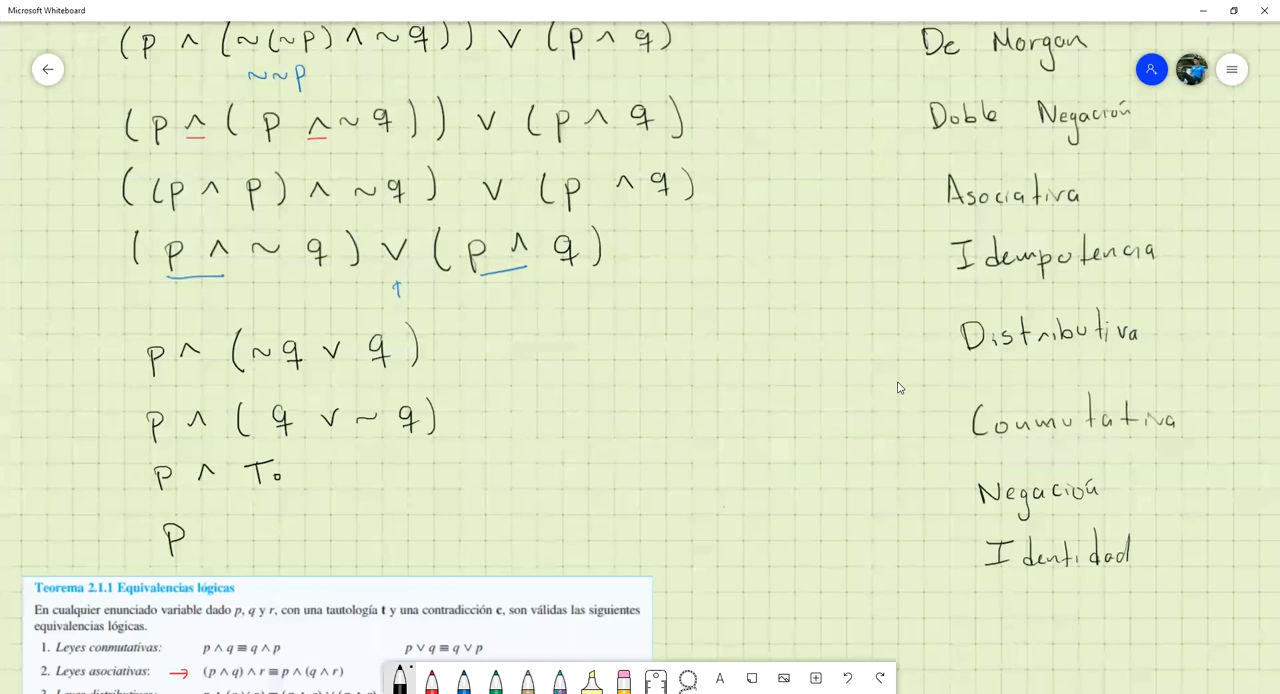 Microsoft Whiteboard
(p ∧ (~(~p) ∧ ~q)) ∨ (p ∧ q) De Morgan
~~p
(p ∧ (p ∧ ~q)) ∨ (p ∧ q) Doble Negación
((p ∧ p) ∧ ~q) ∨ (p ∧ q) Asociativa
(p ∧ ~q) ∨ (p ∧ q) Idempotencia
p ∧ (~q ∨ q) Distributiva
p ∧ (q ∨ ~q) Conmutativa
p ∧ To Negación
P Identidad
Teorema 2.1.1 Equivalencias lógicas
En cualquier enunciado variable dado p, q y r, con una tautología t y una contradicción c, son válidas las siguientes
equivalencias lógicas.
1. Leyes conmutativas: p ∧ q ≡ q ∧ p p ∨ q ≡ q ∨ p
2. Leyes asociativas: → (p ∧ q) ∧ r ≡ p ∧ (q ∧ r)